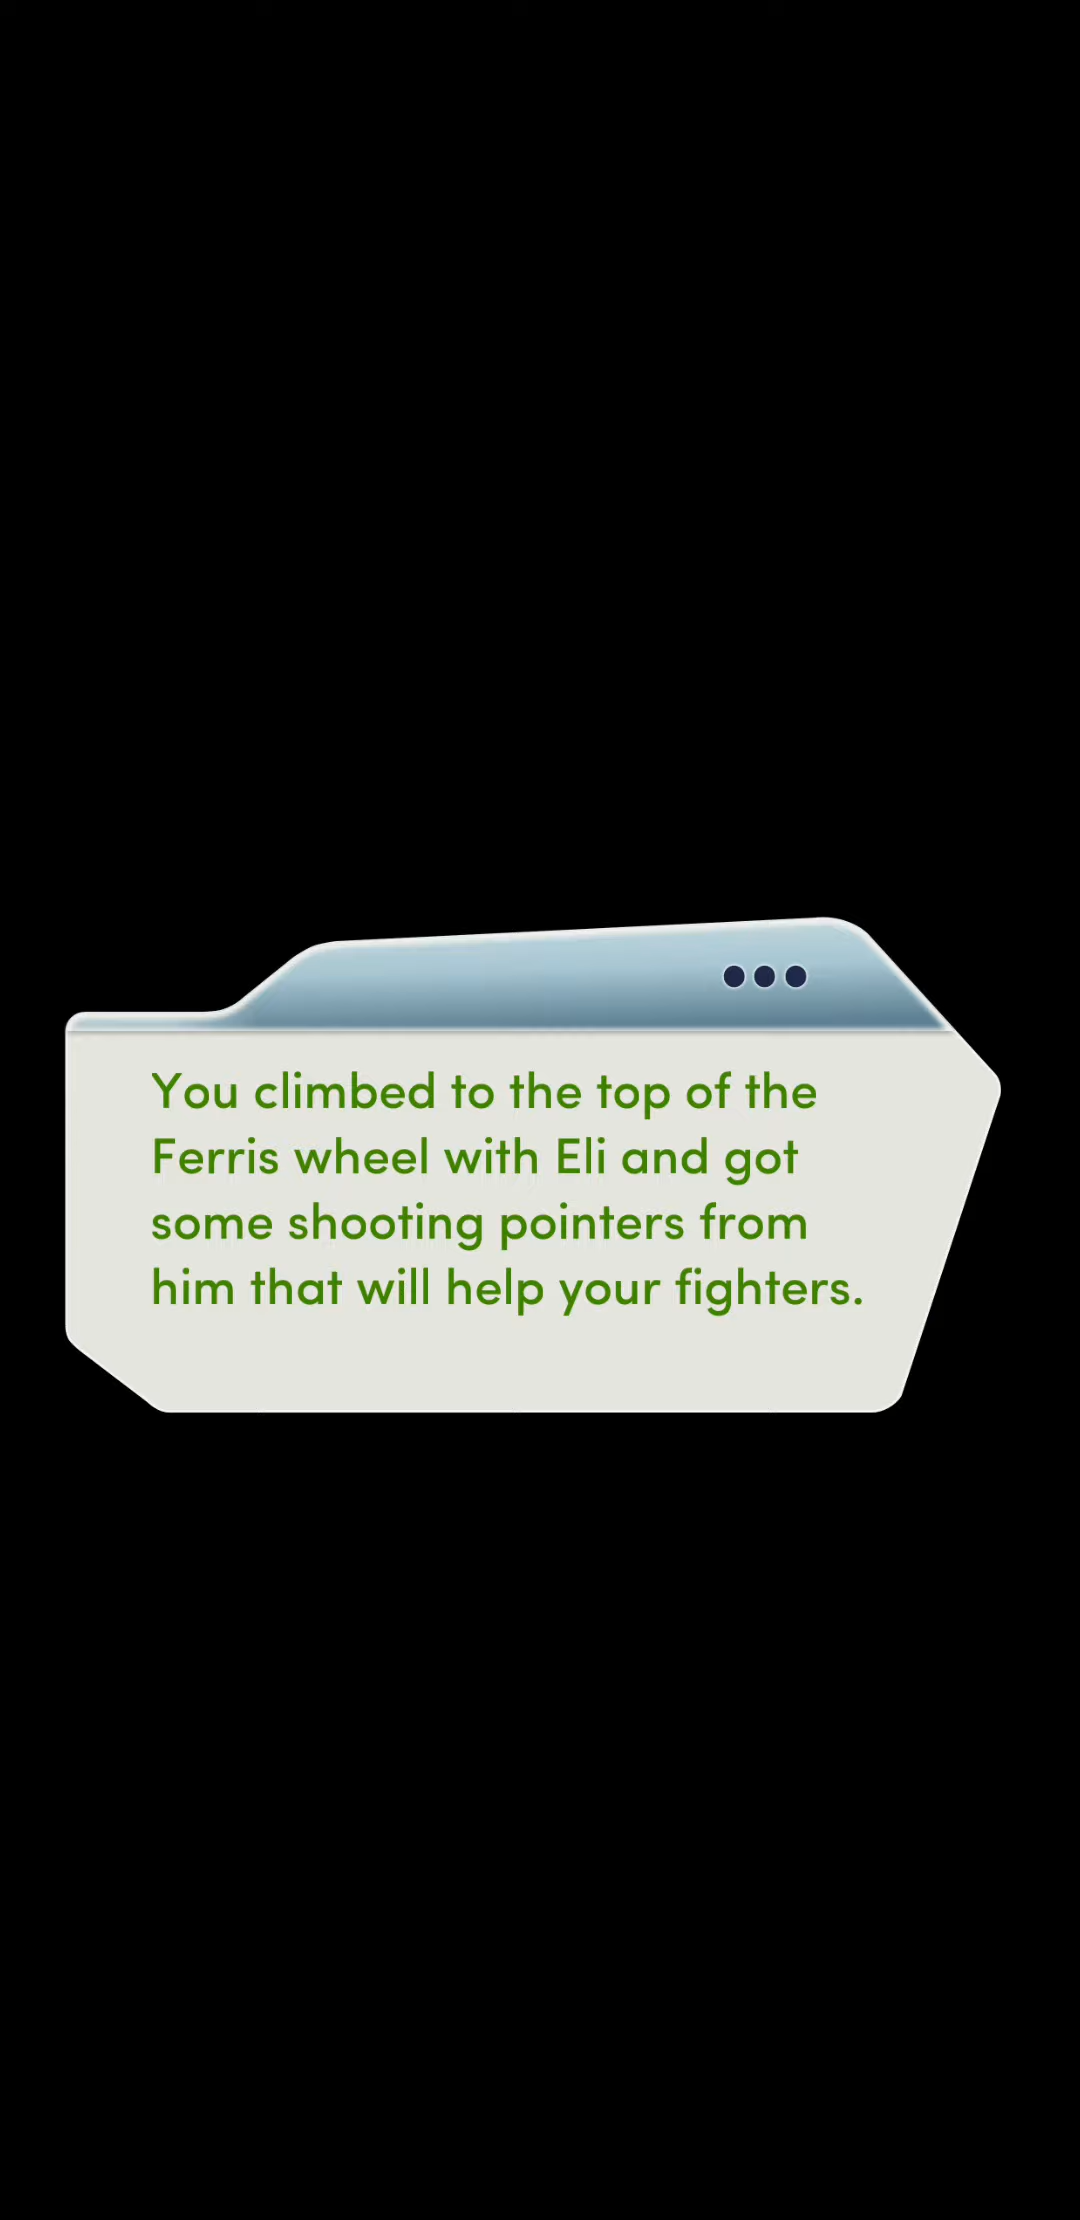 You climbed to the top of the
Ferris wheel with Eli and got
some shooting pointers from
him that will help your fighters.